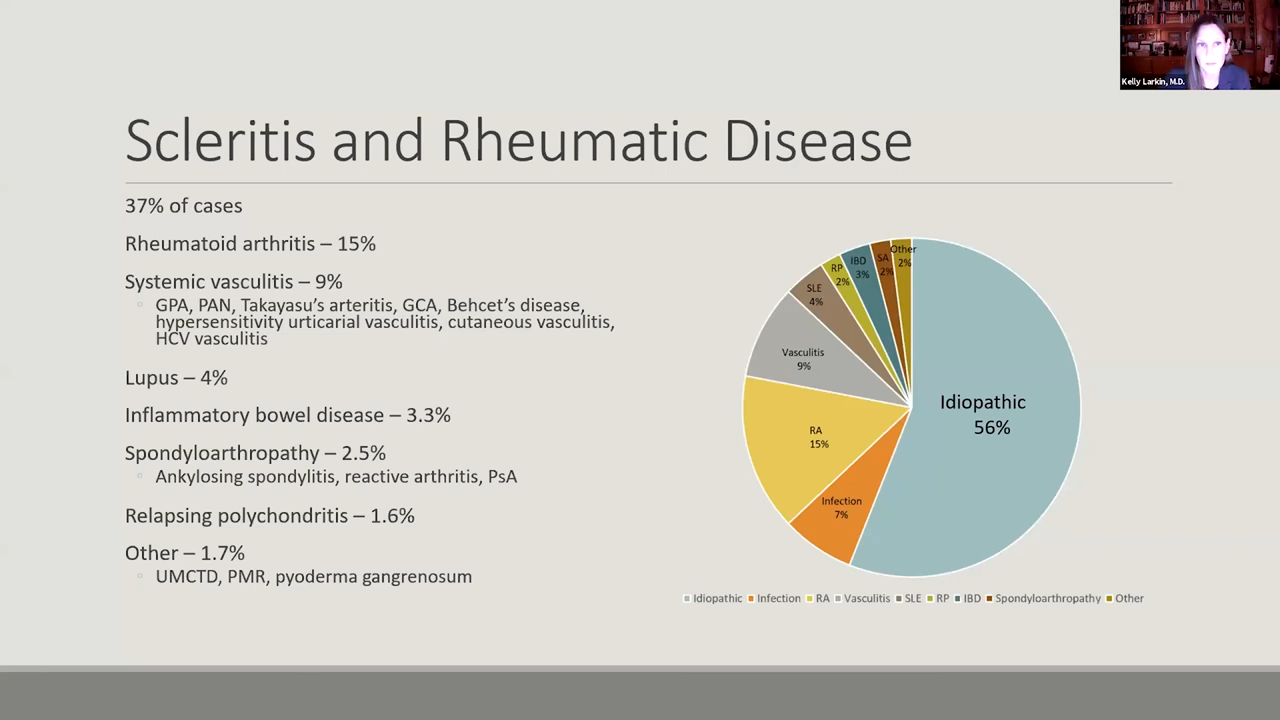 Kelly Larkin, M.D.
Scleritis and Rheumatic Disease
37% of cases
Rheumatoid arthritis – 15%
Systemic vasculitis – 9%
GPA, PAN, Takayasu's arteritis, GCA, Behcet's disease,
hypersensitivity urticarial vasculitis, cutaneous vasculitis,
HCV vasculitis
Lupus – 4%
Inflammatory bowel disease – 3.3%
Spondyloarthropathy – 2.5%
Ankylosing spondylitis, reactive arthritis, PsA
Relapsing polychondritis – 1.6%
Other – 1.7%
UMCTD, PMR, pyoderma gangrenosum
Idiopathic
56%
Infection
7%
RA
15%
Vasculitis
9%
SLE
4%
RP
2%
IBD
3%
SA
2%
Other
2%
Idiopathic Infection RA Vasculitis SLE RP IBD Spondyloarthropathy Other